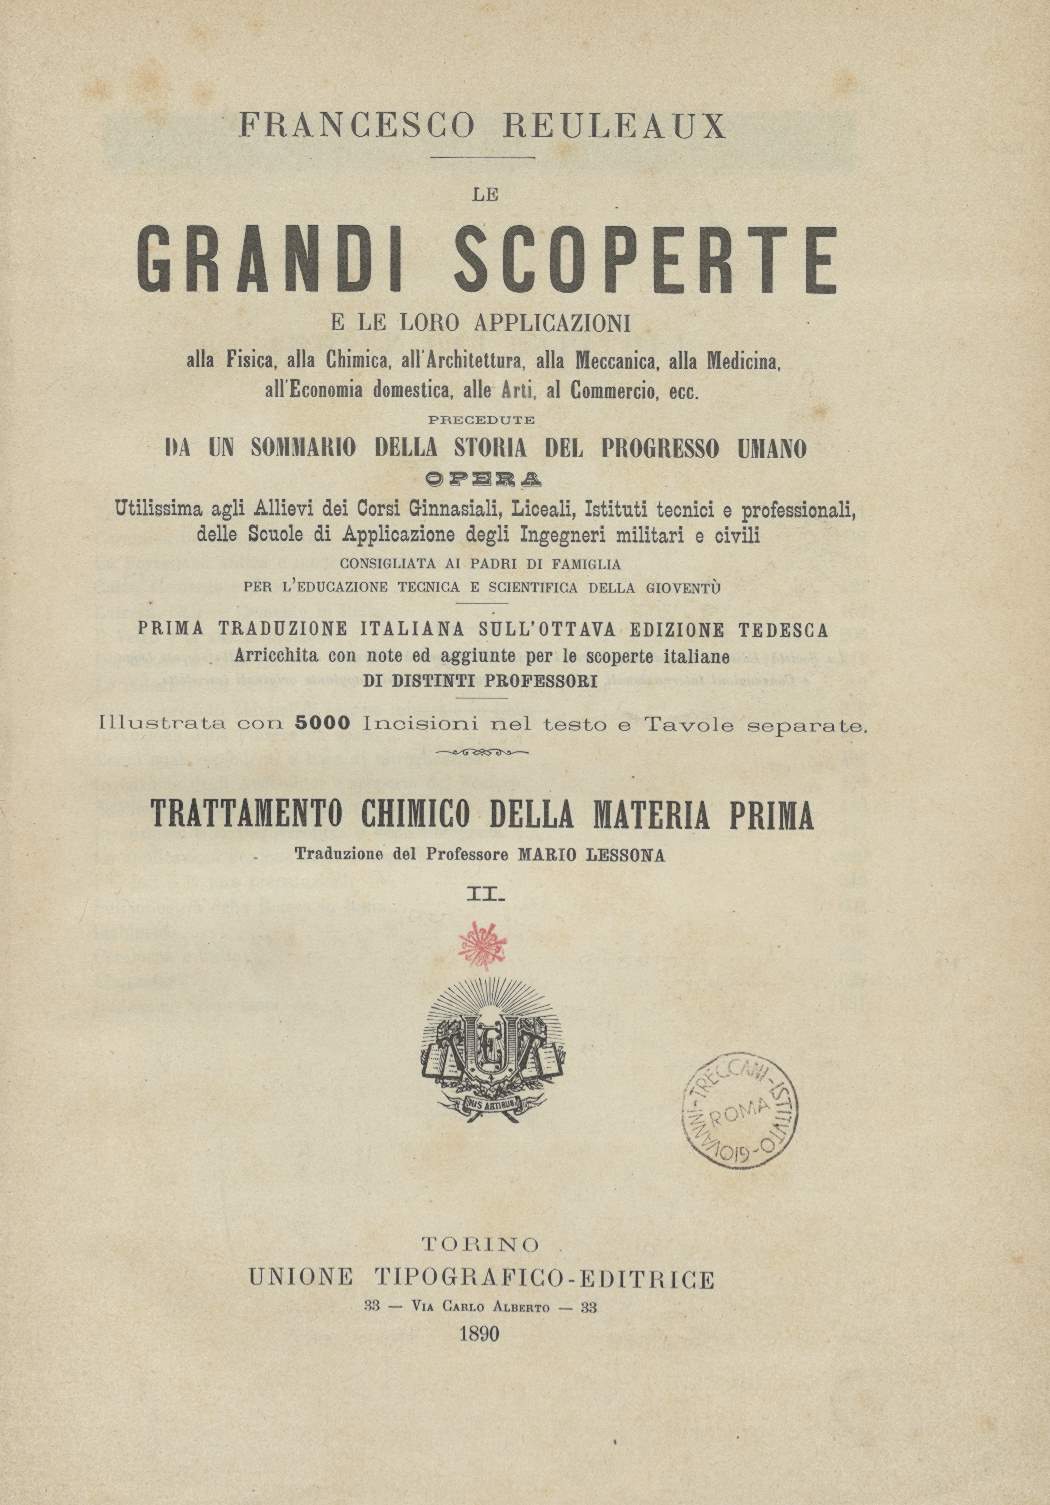 FRANCESCO REULEAUX
LE
GRANDI SCOPERTE
E LE LORO APPLICAZIONI
alla Fisica, alla Chimica, all'Architettura, alla Meccanica, alla Medicina,
all'Economia domestica, alle Arti, al Commercio, ecc.
PRECEDUTE
DA UN SOMMARIO DELLA STORIA DEL PROGRESSO UMANO
OPERA
Utilissima agli Allievi dei Corsi Ginnasiali, Liceali, Istituti tecnici e professionali,
delle Scuole di Applicazione degli Ingegneri militari e civili
CONSIGLIATA AI PADRI DI FAMIGLIA
PER L'EDUCAZIONE TECNICA E SCIENTIFICA DELLA GIOVENTÙ
PRIMA TRADUZIONE ITALIANA SULL'OTTAVA EDIZIONE TEDESCA
Arricchita con note ed aggiunte per le scoperte italiane
DI DISTINTI PROFESSORI
Illustrata con 5000 Incisioni nel testo e Tavole separate.
TRATTAMENTO CHIMICO DELLA MATERIA PRIMA
Traduzione del Professore MARIO LESSONA
II.
ARTIBUS
ISTITVTO-GIOVANNI-TRECCANI-
ROMA
TORINO
UNIONE TIPOGRAFICO-EDITRICE
33 — VIA CARLO ALBERTO — 33
1890